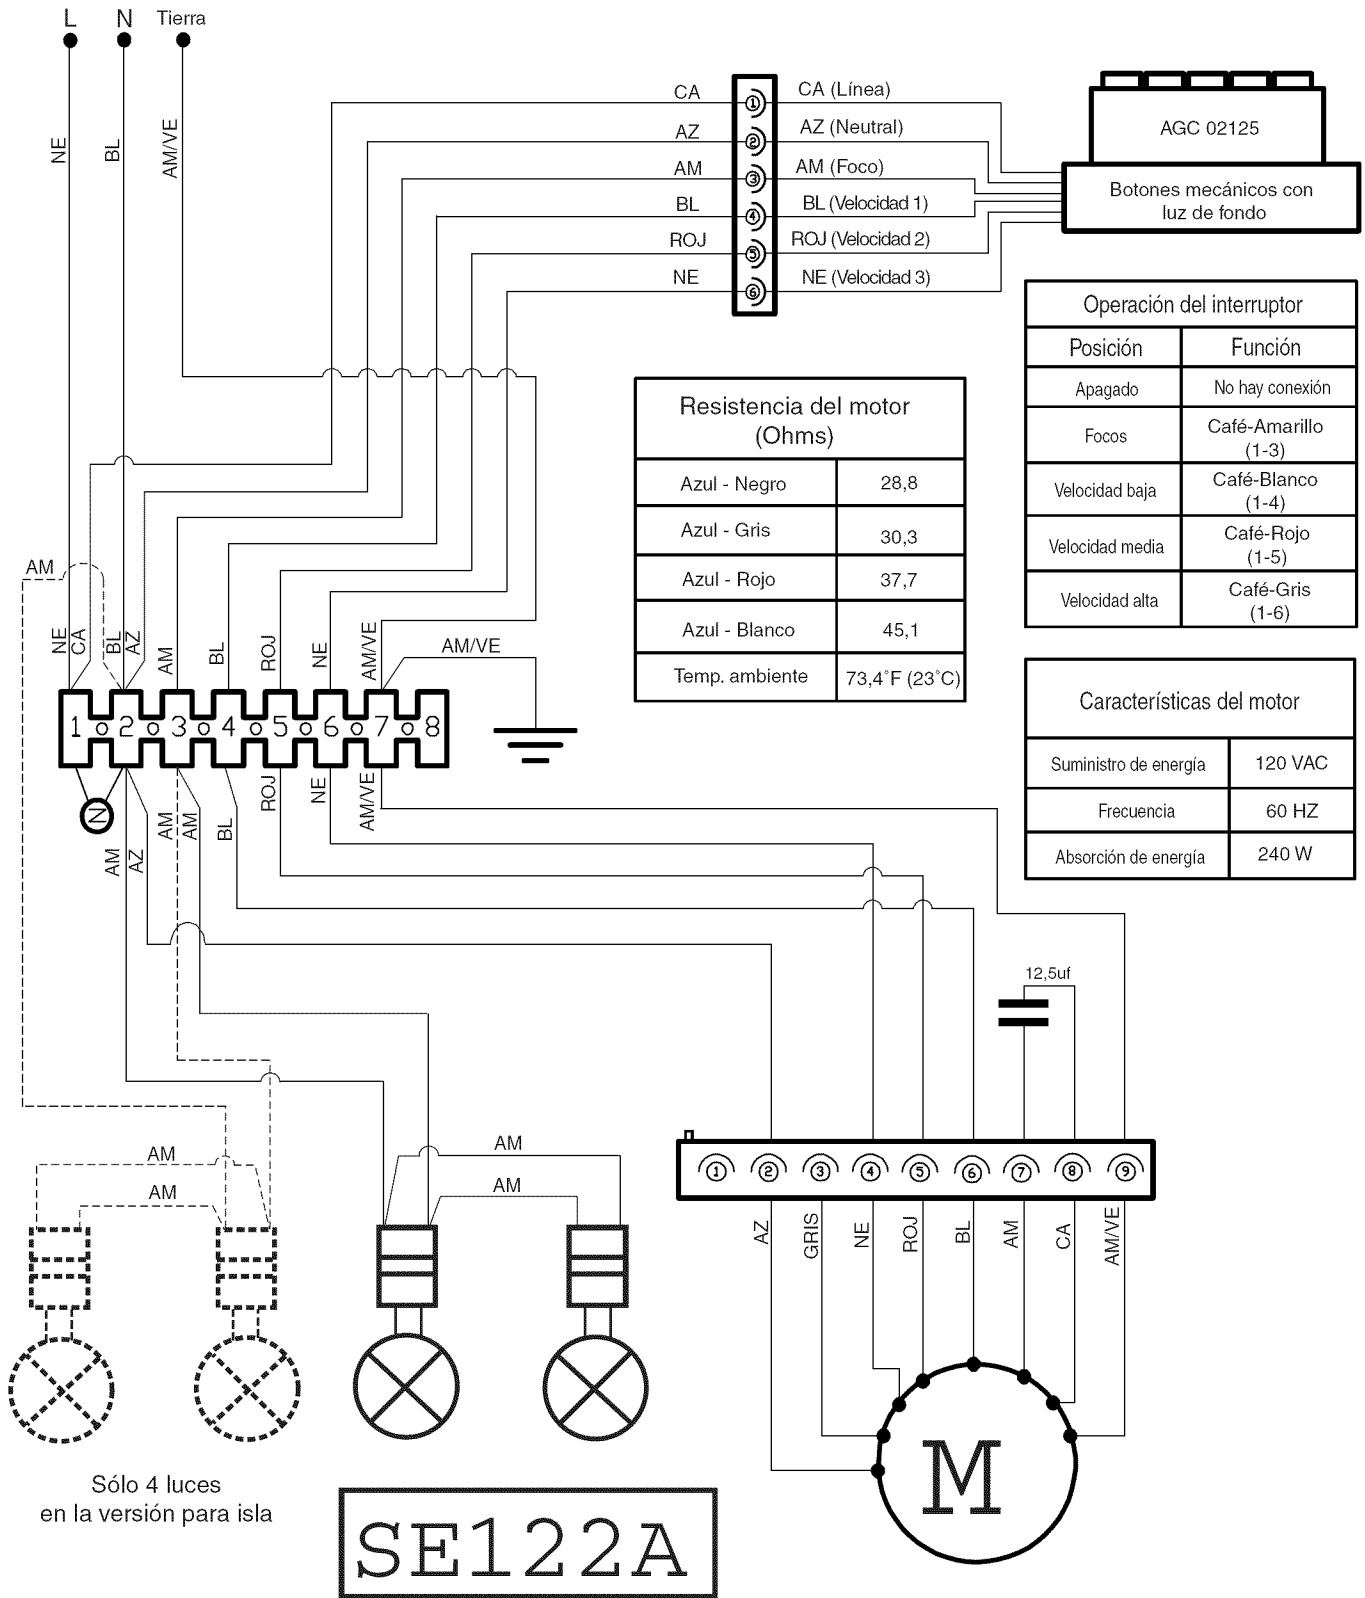 L N Tierra
NE
BL
AM/VE
CA
AZ
AM
BL
ROJ
NE
1
2
3
4
5
6
CA (Línea)
AZ (Neutral)
AM (Foco)
BL (Velocidad 1)
ROJ (Velocidad 2)
NE (Velocidad 3)
AGC 02125
Botones mecánicos con
luz de fondo
Operación del interruptor
Posición Función
Apagado No hay conexión
Focos Café-Amarillo
(1-3)
Velocidad baja Café-Blanco
(1-4)
Velocidad media Café-Rojo
(1-5)
Velocidad alta Café-Gris
(1-6)
Resistencia del motor
(Ohms)
Azul - Negro 28,8
Azul - Gris 30,3
Azul - Rojo 37,7
Azul - Blanco 45,1
Temp. ambiente 73,4°F (23°C)
Características del motor
Suministro de energía 120 VAC
Frecuencia 60 HZ
Absorción de energía 240 W
AM
NE
CA
BL
AZ
AM
BL
ROJ
NE
AM/VE
AM/VE
1 2 3 4 5 6 7 8
N
AM
AZ
AM
AM
BL
ROJ
NE
AM/VE
12,5uf
1 2 3 4 5 6 7 8 9
AZ
GRIS
NE
ROJ
BL
AM
CA
AM/VE
AM
AM
AM
AM
M
Sólo 4 luces
en la versión para isla
SE122A